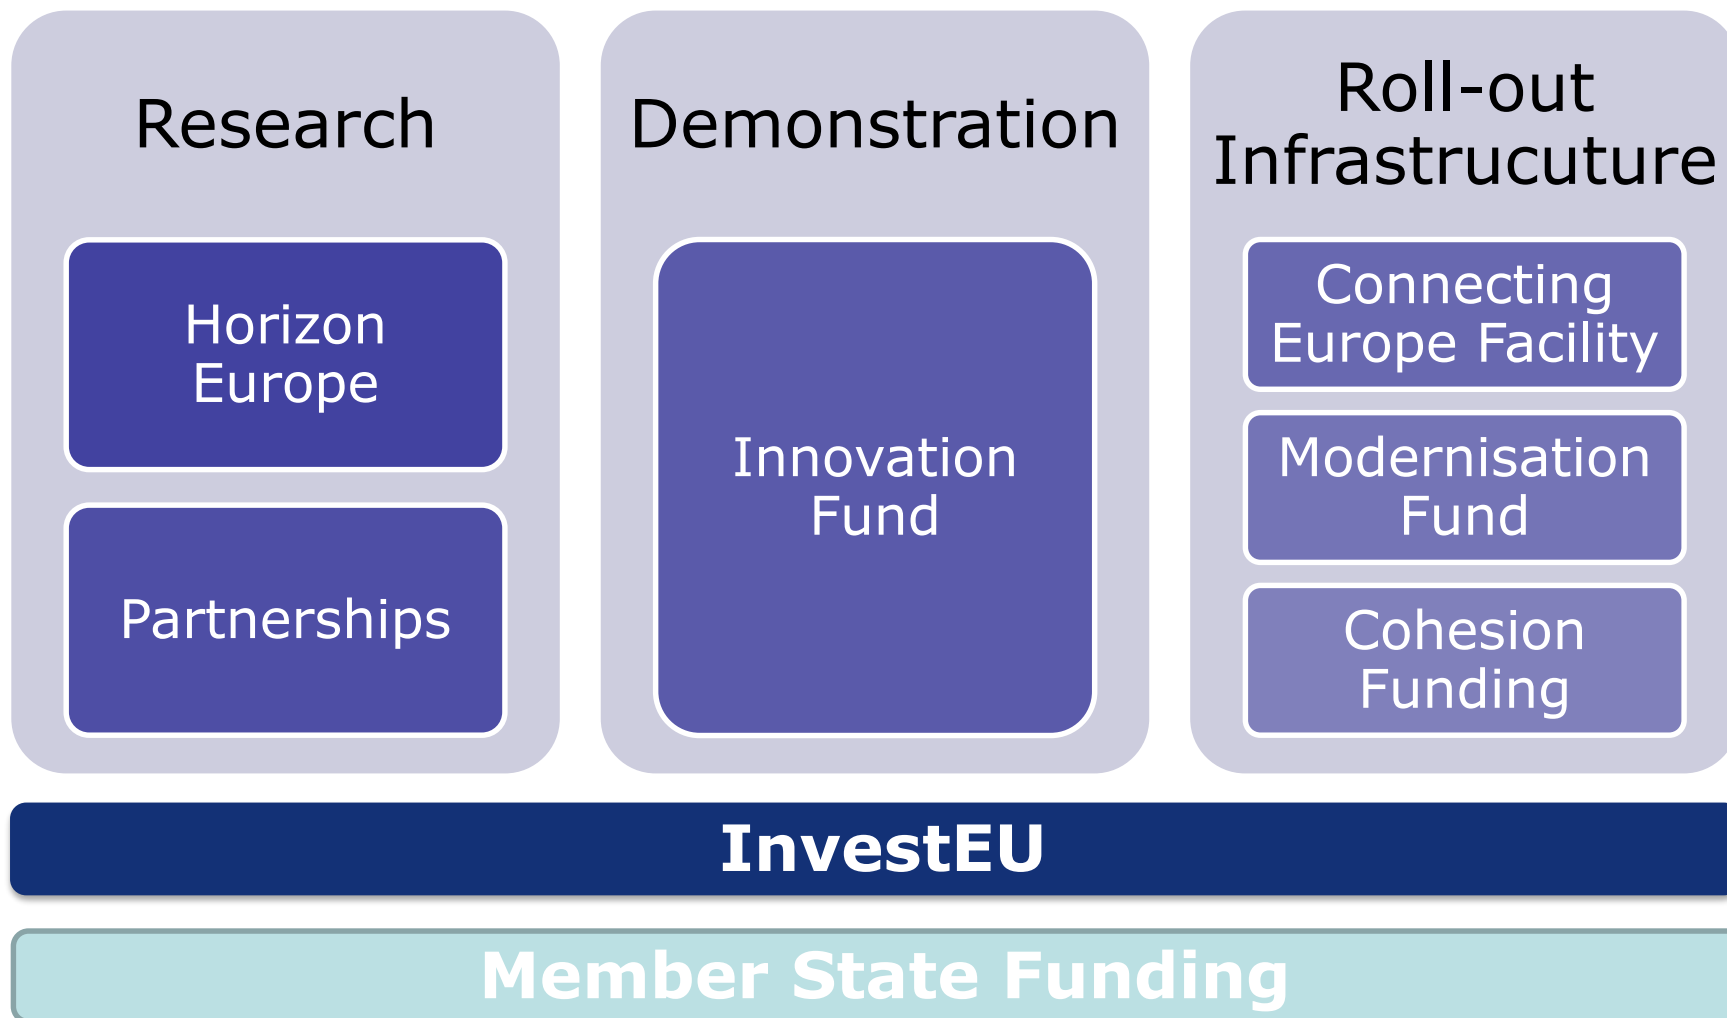 Research
Horizon
Europe
Partnerships
Demonstration
Innovation
Fund
Roll-out
Infrastrucuture
Connecting
Europe Facility
Modernisation
Fund
Cohesion
Funding
InvestEU
Member State Funding